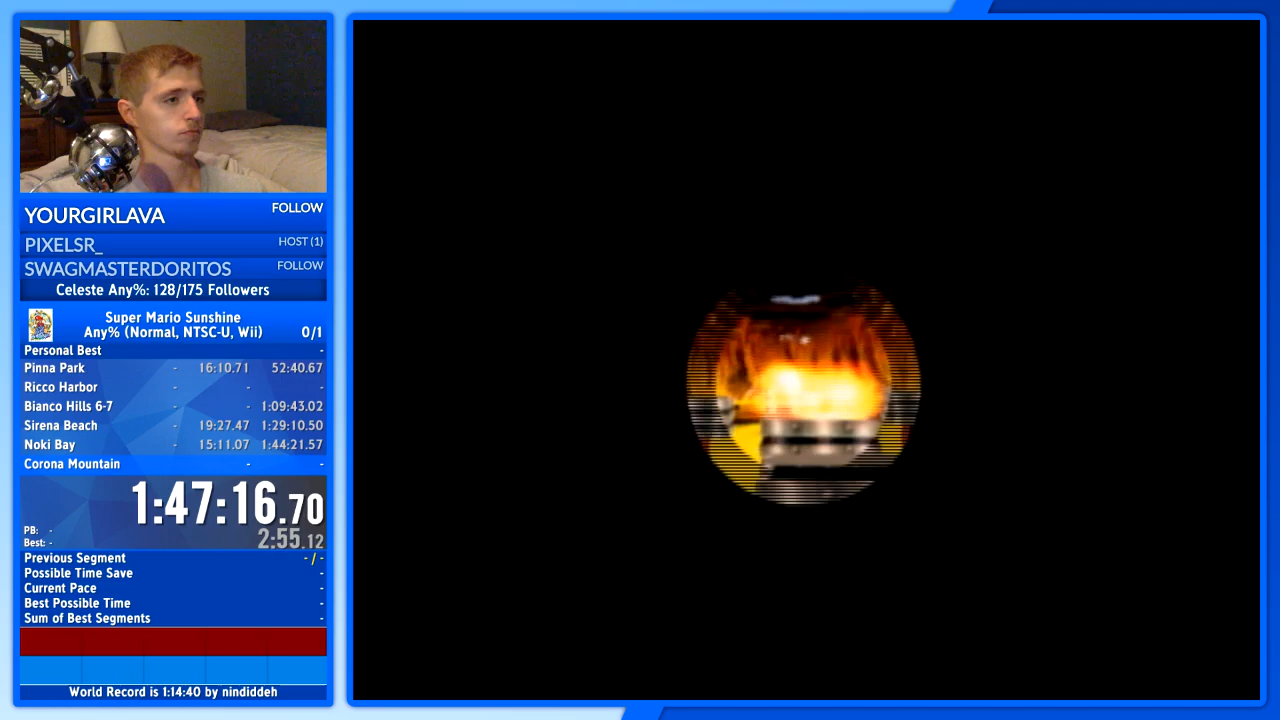 YOURGIRLAVA FOLLOW
PIXELSR_ HOST (1)
SWAGMASTERDORITOS FOLLOW
Celeste Any%: 128/175 Followers
Super Mario Sunshine
Any% (Normal, NTSC-U, Wii) 0/1
Personal Best -
Pinna Park - 16:10.71 52:40.67
Ricco Harbor - - -
Bianco Hills 6-7 - - 1:09:43.02
Sirena Beach - 19:27.47 1:29:10.50
Noki Bay - 15:11.07 1:44:21.57
Corona Mountain - -
1:47:16.70
PB: -
Best: - 2:55.12
Previous Segment - / -
Possible Time Save -
Current Pace -
Best Possible Time -
Sum of Best Segments -
World Record is 1:14:40 by nindiddeh